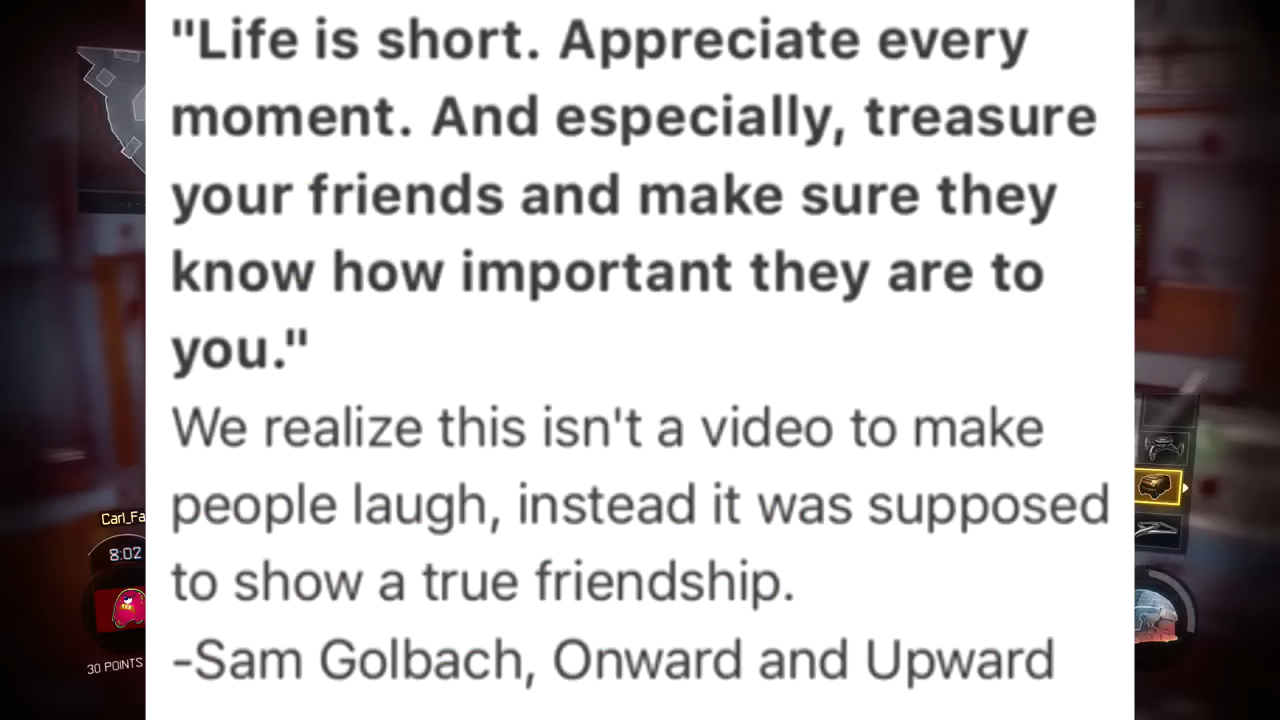 "Life is short. Appreciate every
moment. And especially, treasure
your friends and make sure they
know how important they are to
you."
We realize this isn't a video to make
people laugh, instead it was supposed
to show a true friendship.
-Sam Golbach, Onward and Upward
Carl_Fa
8:02
30 POINTS